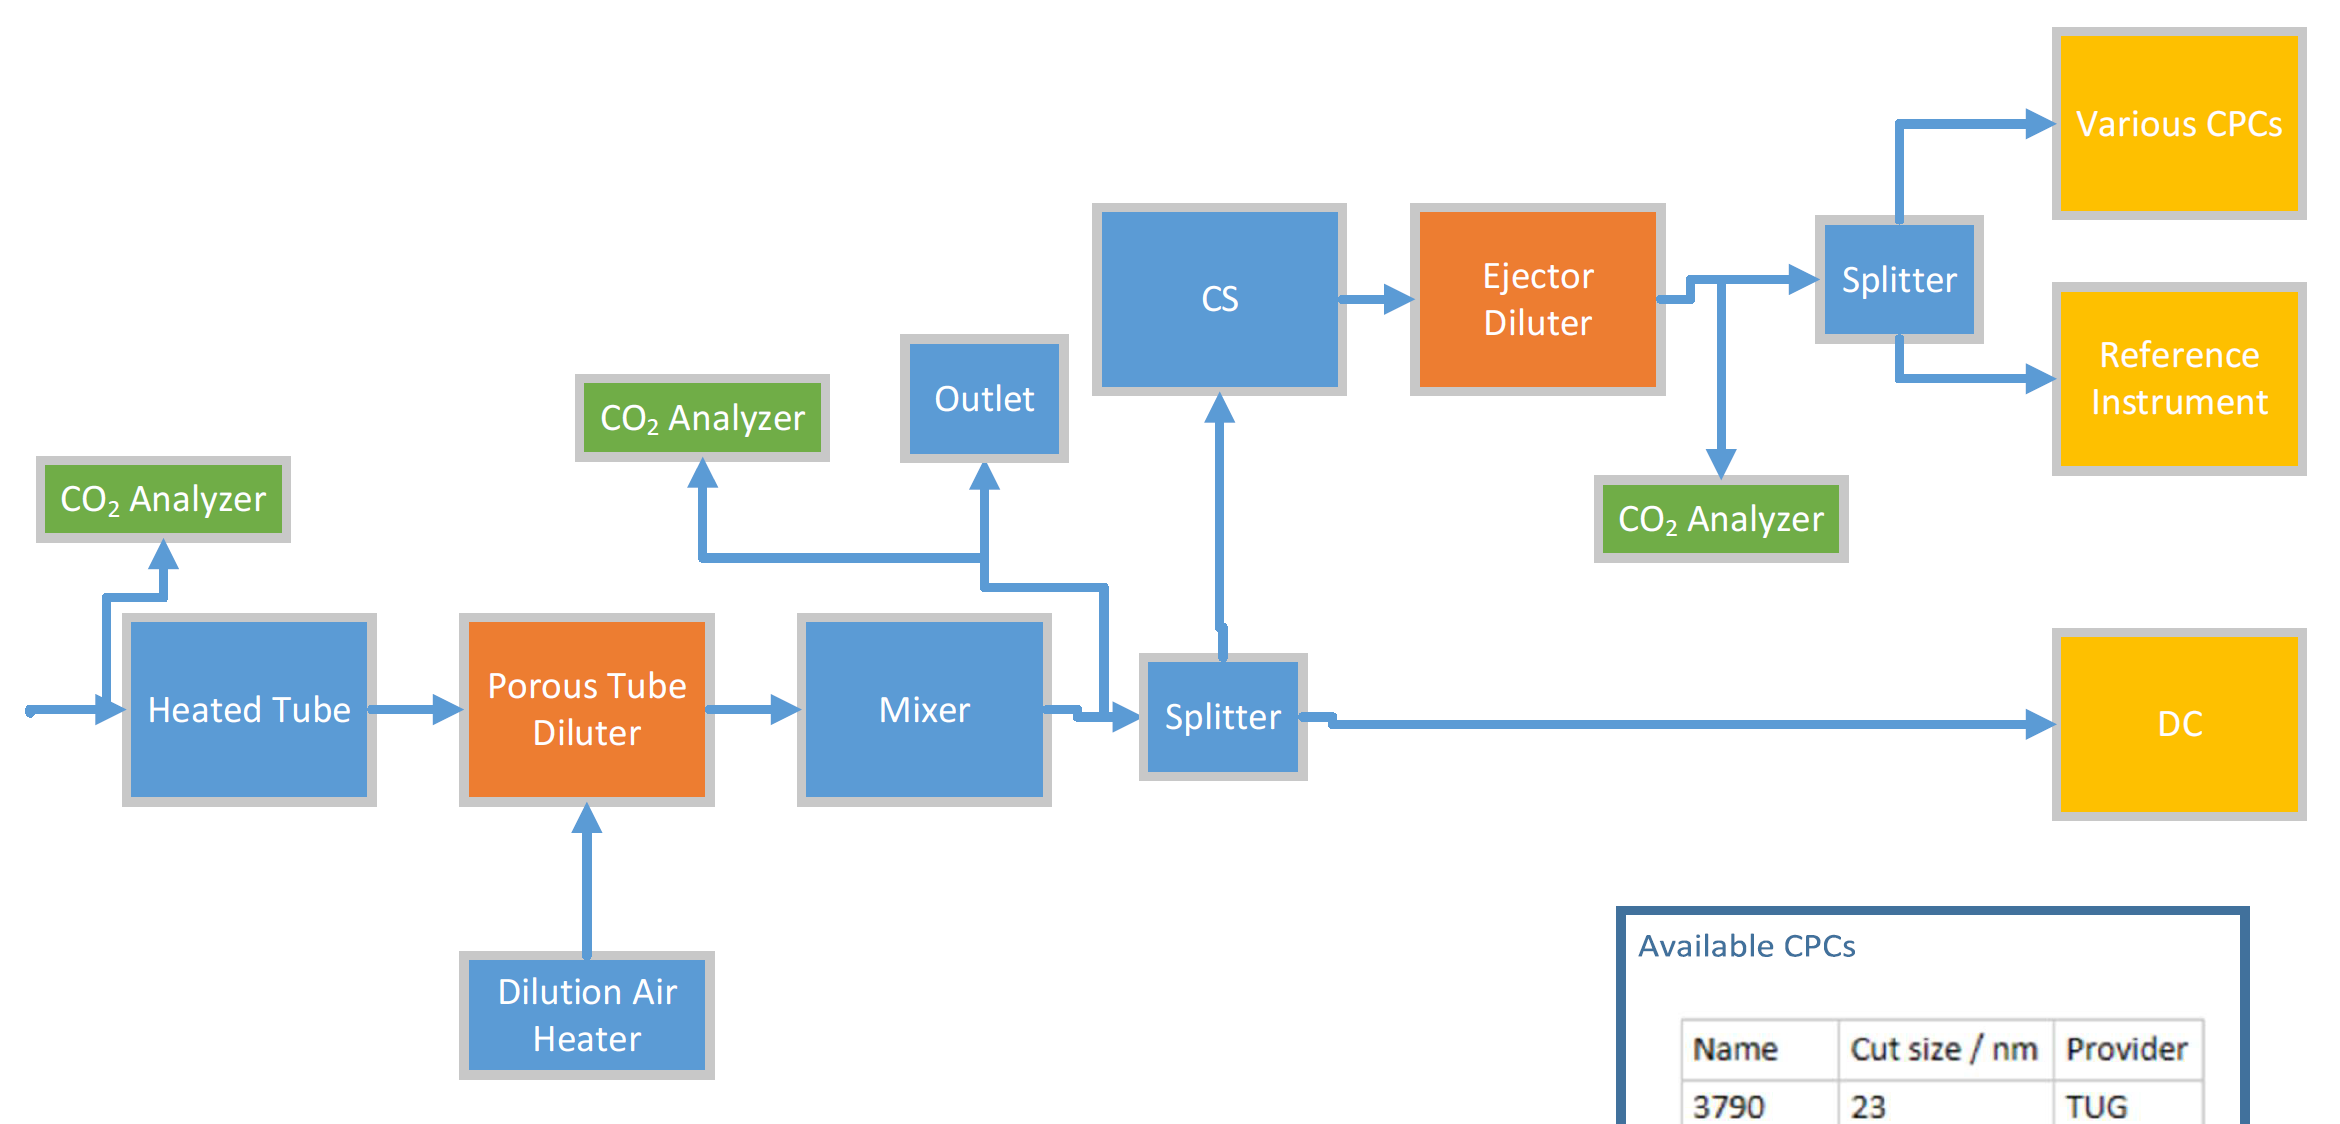 Various CPCs
CS
Ejector
Diluter
Splitter
Reference
Instrument
Outlet
CO₂ Analyzer
CO₂ Analyzer
CO₂ Analyzer
Heated Tube
Porous Tube
Diluter
Mixer
Splitter
DC
Dilution Air
Heater
Available CPCs
Name Cut size / nm Provider
3790 23 TUG